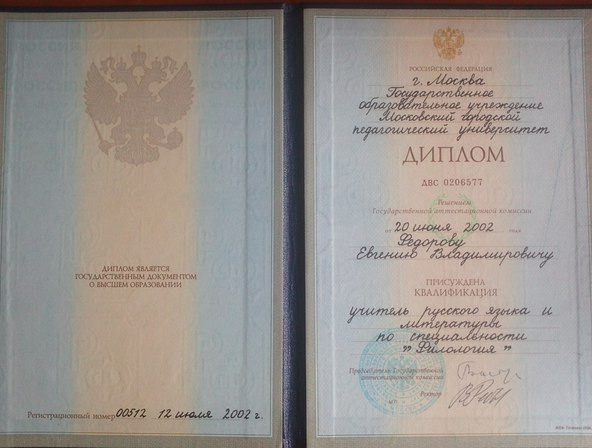 ДИПЛОМ ЯВЛЯЕТСЯ
ГОСУДАРСТВЕННЫМ ДОКУМЕНТОМ
О ВЫСШЕМ ОБРАЗОВАНИИ
Регистрационный номер 00512 12 июля 2002 г.
РОССИЙСКАЯ ФЕДЕРАЦИЯ
г. Москва
Государственное
образовательное учреждение
Московский городской
педагогический университет
ДИПЛОМ
ДВС 0206577
Решением
Государственной аттестационной комиссии
от 20 июня 2002 года
Федорову
Евгению Владимировичу
ПРИСУЖДЕНА
КВАЛИФИКАЦИЯ
учитель русского языка и
литературы
по специальности
"Филология"
Председатель Государственной
аттестационной комиссии
Ректор